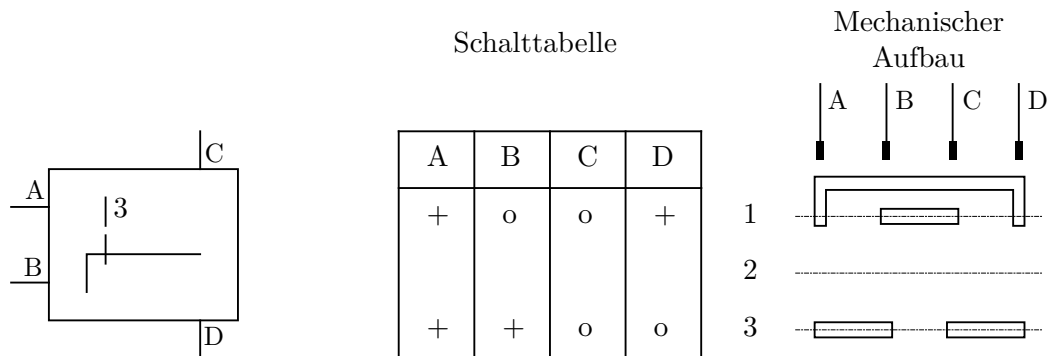 Schalttabelle
Mechanischer
Aufbau
A
B
C
D
A
B
C
D
3
A B C D
+ o o +
+ + o o
1
2
3